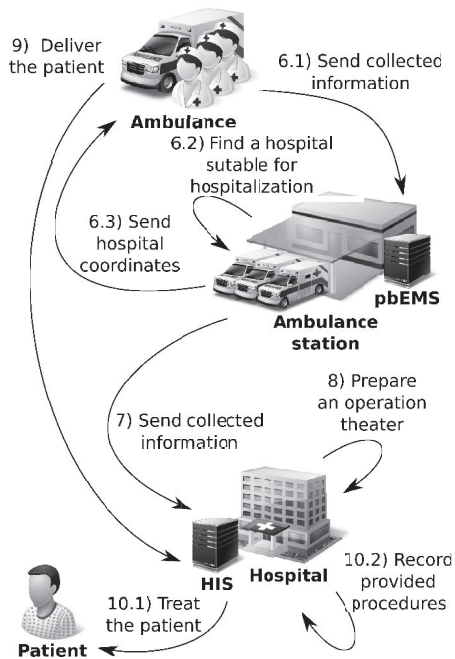 9) Deliver
the patient
6.1) Send collected
information
Ambulance
6.2) Find a hospital
sutable for
hospitalization
6.3) Send
hospital
coordinates
pbEMS
Ambulance
station
8) Prepare
an operation
theater
7) Send collected
information
HIS
Hospital
10.2) Record
provided
procedures
10.1) Treat
the patient
Patient